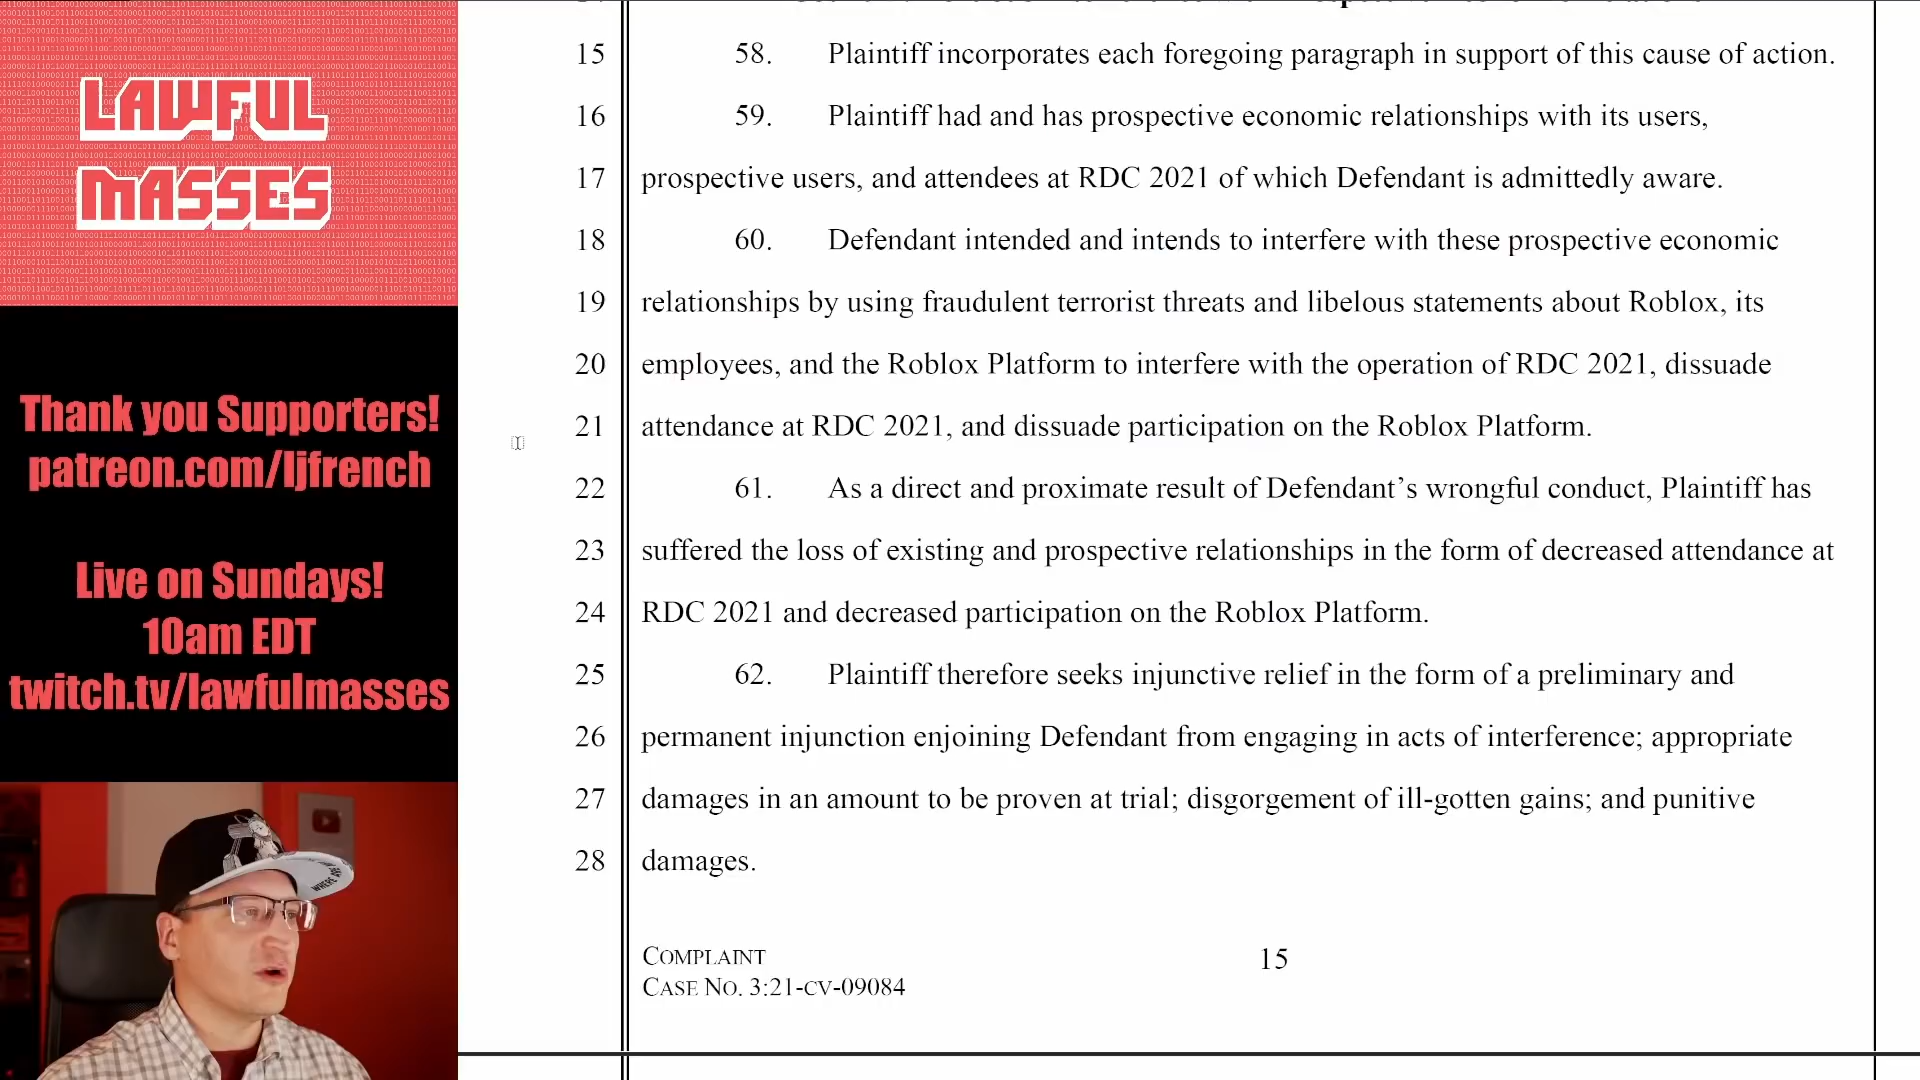 LAWFUL
MASSES
Thank you Supporters!
patreon.com/ljfrench
Live on Sundays!
10am EDT
twitch.tv/lawfulmasses
WHERE ARE
15 58. Plaintiff incorporates each foregoing paragraph in support of this cause of action.
16 59. Plaintiff had and has prospective economic relationships with its users,
17 prospective users, and attendees at RDC 2021 of which Defendant is admittedly aware.
18 60. Defendant intended and intends to interfere with these prospective economic
19 relationships by using fraudulent terrorist threats and libelous statements about Roblox, its
20 employees, and the Roblox Platform to interfere with the operation of RDC 2021, dissuade
21 attendance at RDC 2021, and dissuade participation on the Roblox Platform.
22 61. As a direct and proximate result of Defendant’s wrongful conduct, Plaintiff has
23 suffered the loss of existing and prospective relationships in the form of decreased attendance at
24 RDC 2021 and decreased participation on the Roblox Platform.
25 62. Plaintiff therefore seeks injunctive relief in the form of a preliminary and
26 permanent injunction enjoining Defendant from engaging in acts of interference; appropriate
27 damages in an amount to be proven at trial; disgorgement of ill-gotten gains; and punitive
28 damages.
COMPLAINT 15
CASE NO. 3:21-CV-09084